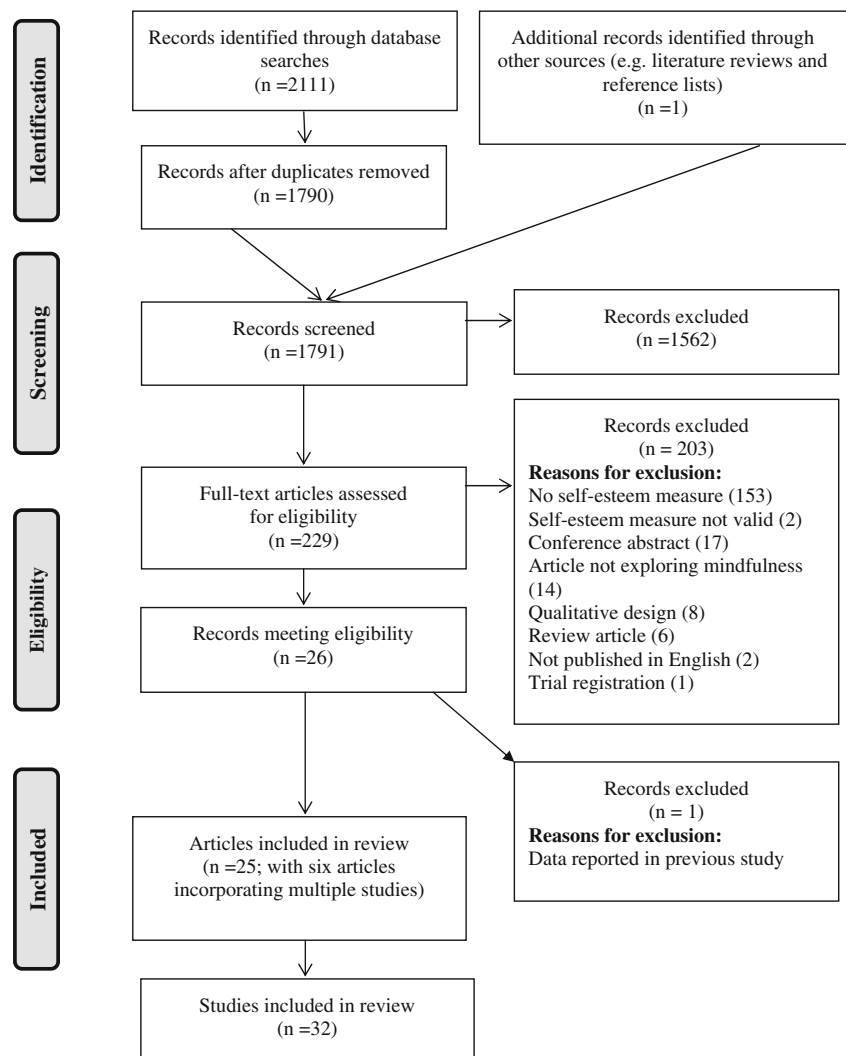 Identification
Records identified through database
searches
(n =2111)
Additional records identified through
other sources (e.g. literature reviews and
reference lists)
(n =1)
Records after duplicates removed
(n =1790)
Screening
Records screened
(n =1791)
Records excluded
(n =1562)
Eligibility
Full-text articles assessed
for eligibility
(n =229)
Records excluded
(n = 203)
Reasons for exclusion:
No self-esteem measure (153)
Self-esteem measure not valid (2)
Conference abstract (17)
Article not exploring mindfulness
(14)
Qualitative design (8)
Review article (6)
Not published in English (2)
Trial registration (1)
Records meeting eligibility
(n =26)
Included
Records excluded
(n = 1)
Reasons for exclusion:
Data reported in previous study
Articles included in review
(n =25; with six articles
incorporating multiple studies)
Studies included in review
(n =32)